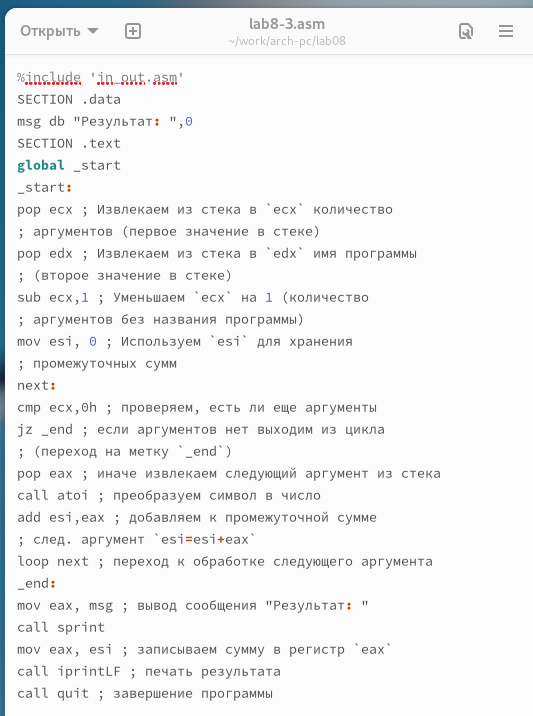 Открыть
lab8-3.asm
~/work/arch-pc/lab08
%include 'in_out.asm'
SECTION .data
msg db "Результат: ",0
SECTION .text
global _start
_start:
pop ecx ; Извлекаем из стека в `ecx` количество
; аргументов (первое значение в стеке)
pop edx ; Извлекаем из стека в `edx` имя программы
; (второе значение в стеке)
sub ecx,1 ; Уменьшаем `ecx` на 1 (количество
; аргументов без названия программы)
mov esi, 0 ; Используем `esi` для хранения
; промежуточных сумм
next:
cmp ecx,0h ; проверяем, есть ли еще аргументы
jz _end ; если аргументов нет выходим из цикла
; (переход на метку `_end`)
pop eax ; иначе извлекаем следующий аргумент из стека
call atoi ; преобразуем символ в число
add esi,eax ; добавляем к промежуточной сумме
; след. аргумент `esi=esi+eax`
loop next ; переход к обработке следующего аргумента
_end:
mov eax, msg ; вывод сообщения "Результат: "
call sprint
mov eax, esi ; записываем сумму в регистр `eax`
call iprintLF ; печать результата
call quit ; завершение программы